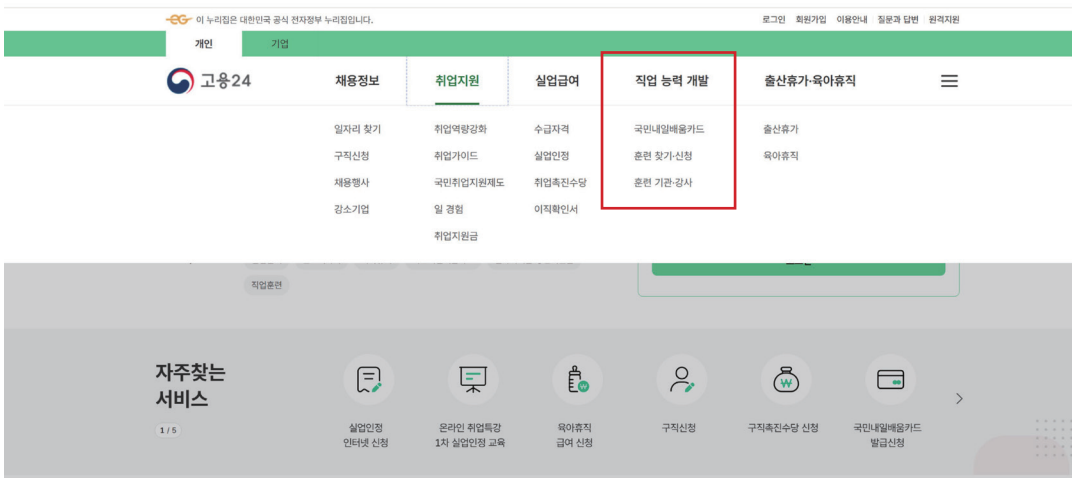 이 누리집은 대한민국 공식 전자정부 누리집입니다.
로그인 회원가입 이용안내 질문과 답변 원격지원
개인 기업
고용24 채용정보 취업지원 실업급여 직업 능력 개발 출산휴가·육아휴직
일자리 찾기 취업역량강화 수급자격 국민내일배움카드 출산휴가
구직신청 취업가이드 실업인정 훈련 찾기·신청 육아휴직
채용행사 국민취업지원제도 취업촉진수당 훈련 기관·강사
강소기업 일 경험 이직확인서
취업지원금
직업훈련
자주찾는
서비스
1 / 5
실업인정 온라인 취업특강 육아휴직 구직신청 구직촉진수당 신청 국민내일배움카드
인터넷 신청 1차 실업인정 교육 급여 신청 발급신청